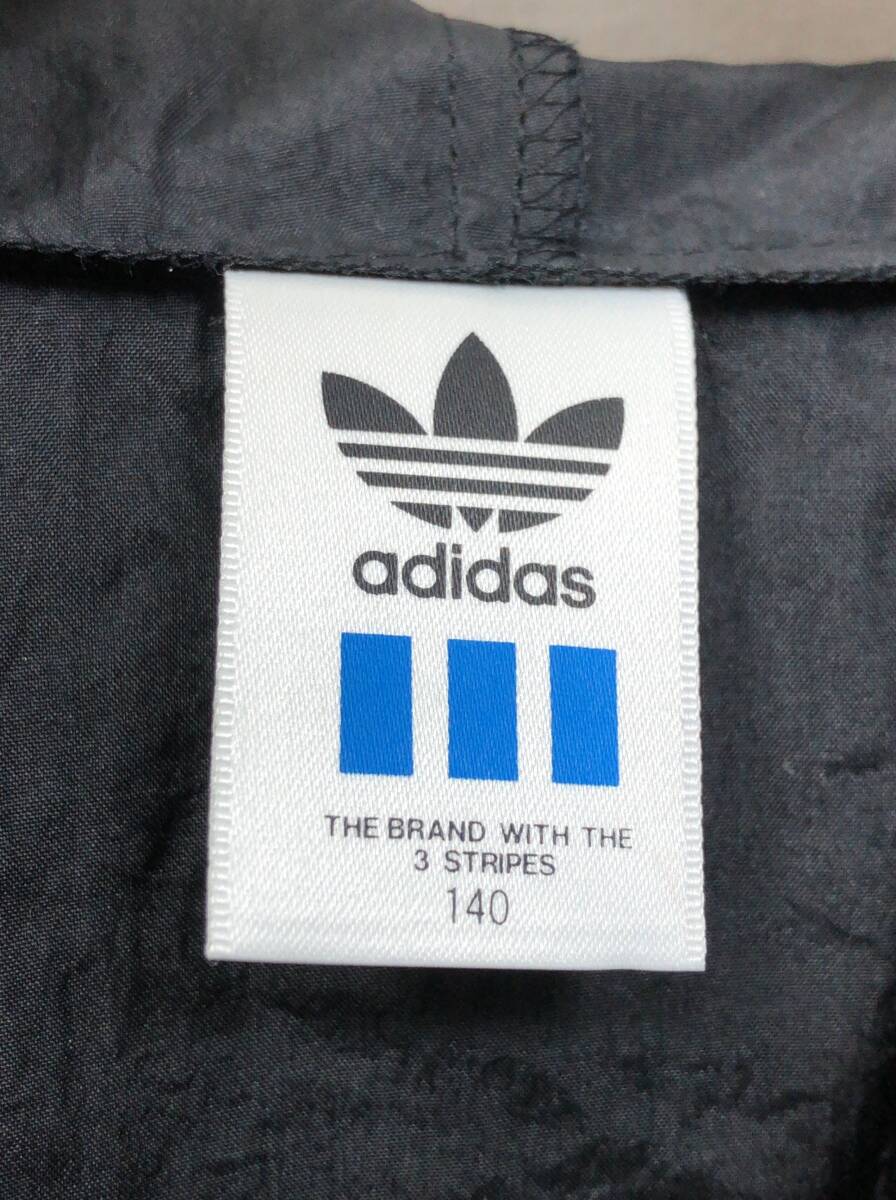 adidas
THE BRAND WITH THE
3 STRIPES
140